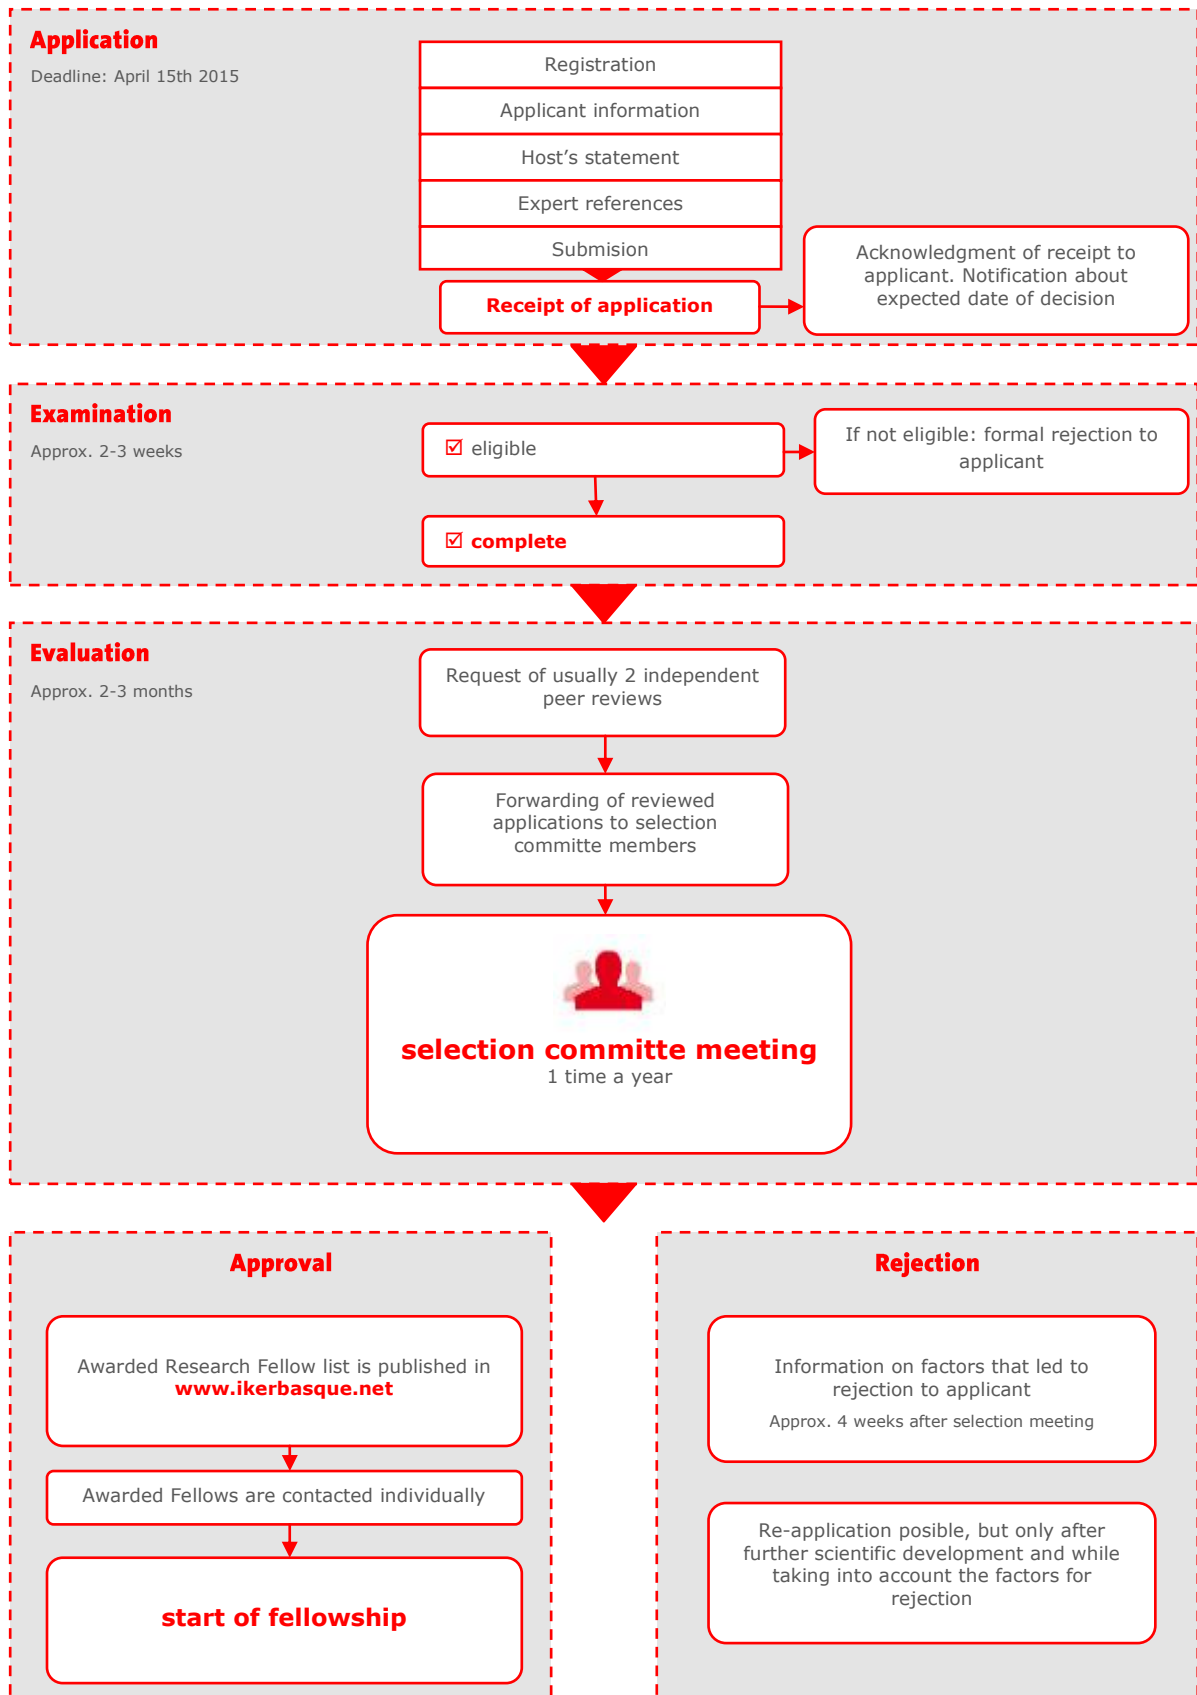 Application
Deadline: April 15th 2015
Registration
Applicant information
Host's statement
Expert references
Submision
Receipt of application
Acknowledgment of receipt to
applicant. Notification about
expected date of decision
Examination
Approx. 2-3 weeks
☑ eligible
If not eligible: formal rejection to
applicant
☑ complete
Evaluation
Approx. 2-3 months
Request of usually 2 independent
peer reviews
Forwarding of reviewed
applications to selection
committe members
selection committe meeting
1 time a year
Approval
Awarded Research Fellow list is published in
www.ikerbasque.net
Awarded Fellows are contacted individually
start of fellowship
Rejection
Information on factors that led to
rejection to applicant
Approx. 4 weeks after selection meeting
Re-application posible, but only after
further scientific development and while
taking into account the factors for
rejection